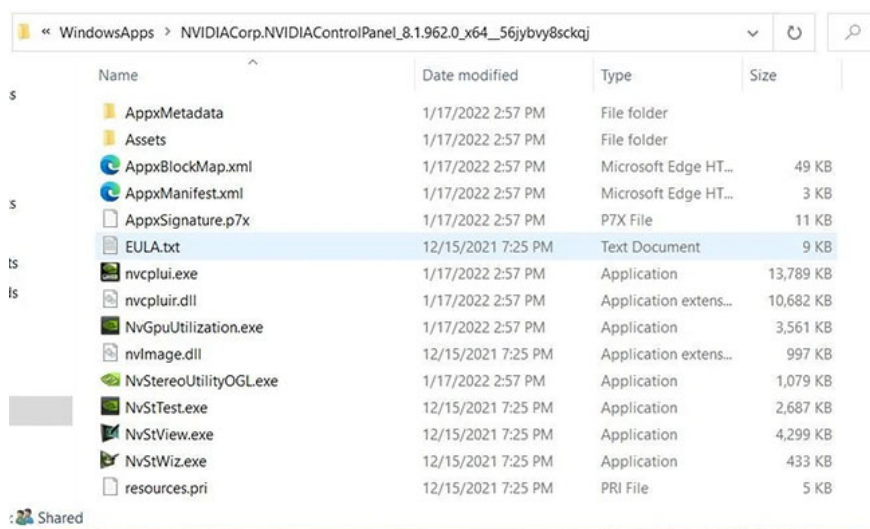 « WindowsApps > NVIDIACorp.NVIDIAControlPanel_8.1.962.0_x64__56jybvy8sckqj
Name Date modified Type Size
AppxMetadata 1/17/2022 2:57 PM File folder
Assets 1/17/2022 2:57 PM File folder
AppxBlockMap.xml 1/17/2022 2:57 PM Microsoft Edge HT... 49 KB
AppxManifest.xml 1/17/2022 2:57 PM Microsoft Edge HT... 3 KB
AppxSignature.p7x 1/17/2022 2:57 PM P7X File 11 KB
EULA.txt 12/15/2021 7:25 PM Text Document 9 KB
nvcplui.exe 1/17/2022 2:57 PM Application 13,789 KB
nvcpluir.dll 1/17/2022 2:57 PM Application extens... 10,682 KB
NvGpuUtilization.exe 1/17/2022 2:57 PM Application 3,561 KB
nvImage.dll 12/15/2021 7:25 PM Application extens... 997 KB
NvStereoUtilityOGL.exe 1/17/2022 2:57 PM Application 1,079 KB
NvStTest.exe 12/15/2021 7:25 PM Application 2,687 KB
NvStView.exe 12/15/2021 7:25 PM Application 4,299 KB
NvStWiz.exe 12/15/2021 7:25 PM Application 433 KB
resources.pri 12/15/2021 7:25 PM PRI File 5 KB
Shared